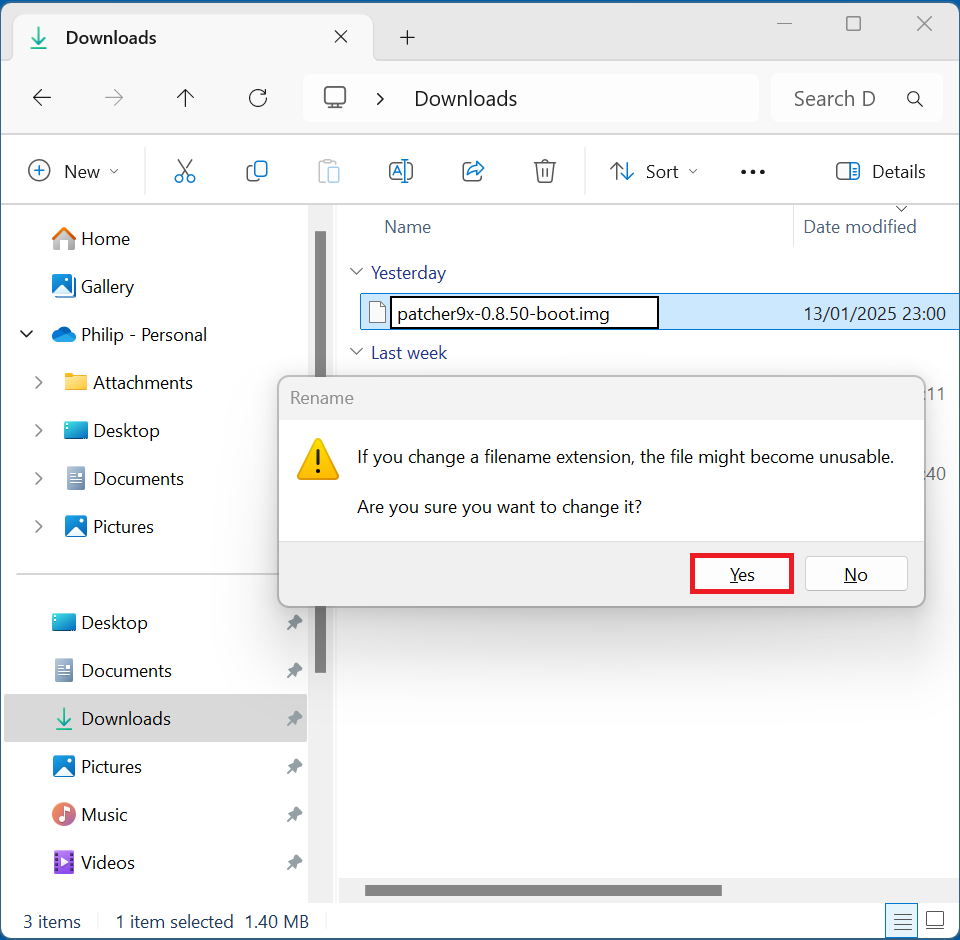 Downloads
Downloads
Search D
New
Sort
Details
Home
Gallery
Philip - Personal
Attachments
Desktop
Documents
Pictures
Desktop
Documents
Downloads
Pictures
Music
Videos
Name
Date modified
Yesterday
patcher9x-0.8.50-boot.img
13/01/2025 23:00
Last week
:11
:40
Rename
If you change a filename extension, the file might become unusable.
Are you sure you want to change it?
Yes
No
3 items
1 item selected 1.40 MB